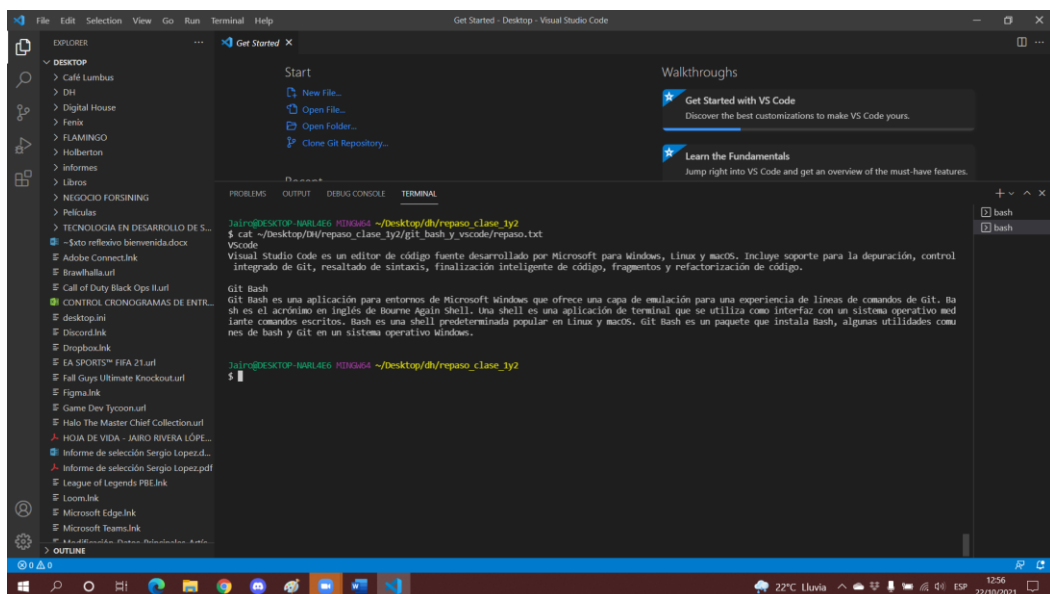 File Edit Selection View Go Run Terminal Help
Get Started - Desktop - Visual Studio Code
EXPLORER
DESKTOP
Café Lumbus
DH
Digital House
Fenix
FLAMINGO
Holberton
informes
Libros
NEGOCIO FORSINING
Películas
TECNOLOGIA EN DESARROLLO DE S...
~$xto reflexivo bienvenida.docx
Adobe Connect.lnk
Brawlhalla.url
Call of Duty Black Ops II.url
CONTROL CRONOGRAMAS DE ENTR...
desktop.ini
Discord.lnk
Dropbox.lnk
EA SPORTS™ FIFA 21.url
Fall Guys Ultimate Knockout.url
Figma.lnk
Game Dev Tycoon.url
Halo The Master Chief Collection.url
HOJA DE VIDA - JAIRO RIVERA LÓPE...
Informe de selección Sergio Lopez.d...
Informe de selección Sergio Lopez.pdf
League of Legends PBE.lnk
Loom.lnk
Microsoft Edge.lnk
Microsoft Teams.lnk
OUTLINE
Get Started
Start
New File...
Open File...
Open Folder...
Clone Git Repository...
Recent
Walkthroughs
Get Started with VS Code
Discover the best customizations to make VS Code yours.
Learn the Fundamentals
Jump right into VS Code and get an overview of the must-have features.
PROBLEMS OUTPUT DEBUG CONSOLE TERMINAL
Jairo@DESKTOP-NARL4E6 MINGW64 ~/Desktop/dh/repaso_clase_1y2
$ cat ~/Desktop/DH/repaso_clase_1y2/git_bash_y_vscode/repaso.txt
VScode
Visual Studio Code es un editor de código fuente desarrollado por Microsoft para Windows, Linux y macOS. Incluye soporte para la depuración, control
integrado de Git, resaltado de sintaxis, finalización inteligente de código, fragmentos y refactorización de código.
Git Bash
Git Bash es una aplicación para entornos de Microsoft Windows que ofrece una capa de emulación para una experiencia de líneas de comandos de Git. Ba
sh es el acrónimo en inglés de Bourne Again Shell. Una shell es una aplicación de terminal que se utiliza como interfaz con un sistema operativo med
iante comandos escritos. Bash es una shell predeterminada popular en Linux y macOS. Git Bash es un paquete que instala Bash, algunas utilidades comu
nes de bash y Git en un sistema operativo Windows.
Jairo@DESKTOP-NARL4E6 MINGW64 ~/Desktop/dh/repaso_clase_1y2
$
bash
bash
0 0
22°C Lluvia
ESP
12:56
22/10/2021